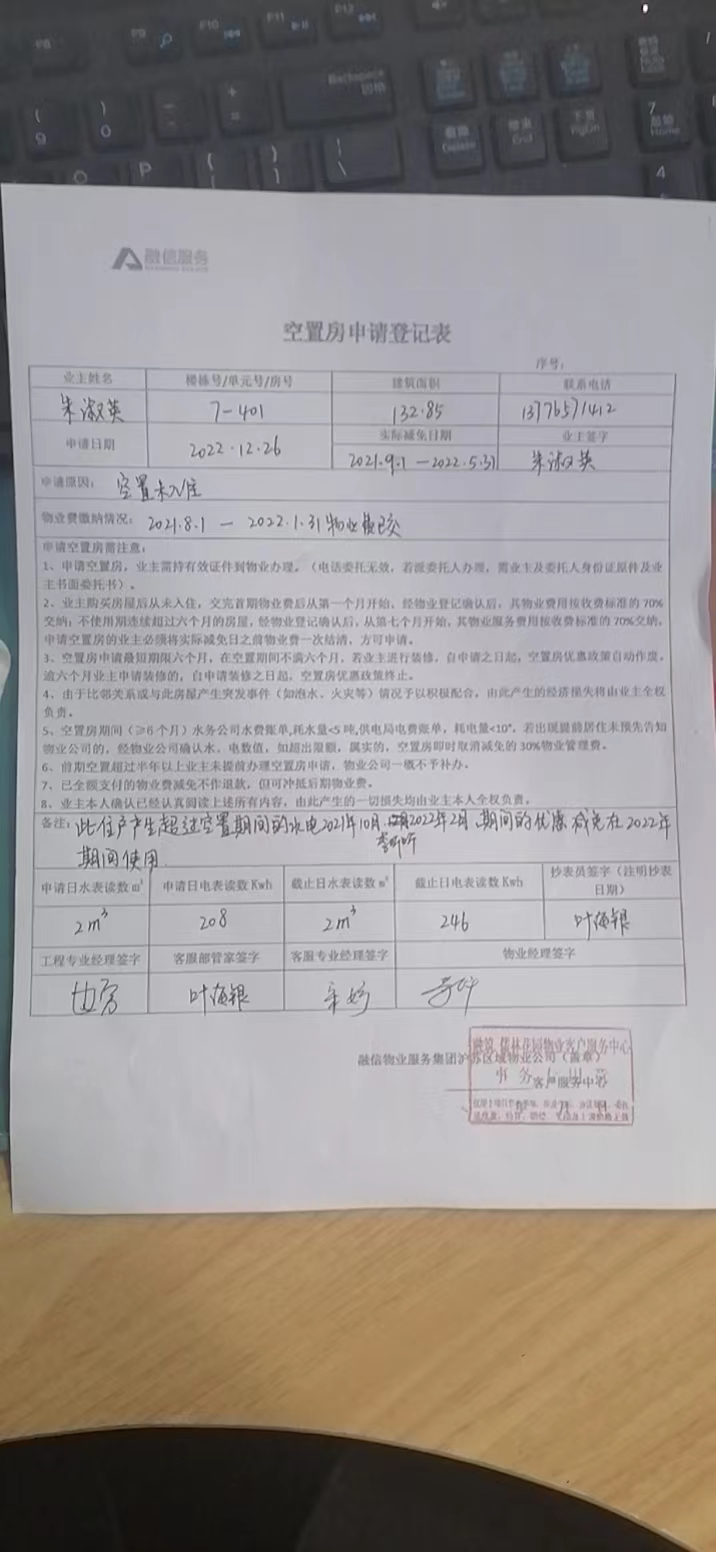 F8 F9 F10 F11 F12
Backspace
( ) _ +
9 0 - =
Delete End PgDn
7 Home
O P { }
[ ] \
4
融信服务
空置房申请登记表
序号：
业主姓名 楼栋号/单元号/房号 建筑面积 联系电话
朱淑英 7-401 132.85 13776571412
申请日期 2022.12.26 实际减免日期 业主签字
2021.9.1 — 2022.5.31 朱淑英
申请原因： 空置未入住
物业费缴纳情况： 2021.8.1 — 2022.1.31物业费已交
申请空置房需注意：
1、申请空置房，业主需持有效证件到物业办理。（电话委托无效，若派委托人办理，需业主及委托人身份证原件及业
主书面委托书）。
2、业主购买房屋后从未入住，交完首期物业费后从第一个月开始，经物业登记确认后，其物业费用按收费标准的70%
交纳；不使用期连续超过六个月的房屋，经物业登记确认后，从第七个月开始，其物业服务费用按收费标准的70%交纳，
申请空置房的业主必须将实际减免日之前物业费一次结清，方可申请。
3、空置房申请最短期限六个月，在空置期间不满六个月，若业主进行装修，自申请之日起，空置房优惠政策自动作废，
逾六个月业主申请装修的，自申请之日起，空置房优惠政策终止。
4、由于比邻关系或与此房屋产生突发事件（如泡水、火灾等）情况予以积极配合，由此产生的经济损失将由业主全权
负责。
5、空置房期间（≥6个月）水务公司水费账单,耗水量<5吨,供电局电费账单，耗电量<10°，若出现提前居住未预先告知
物业公司的，经物业公司确认水、电数值，如超出限额，属实的，空置房即时取消减免的30%物业管理费。
6、前期空置超过半年以上业主未提前办理空置房申请，物业公司一概不予补办。
7、已全额支付的物业费减免不作退款，但可冲抵后期物业费。
8、业主本人确认已经认真阅读上述所有内容，由此产生的一切损失均由业主本人全权负责。
备注： 此住户产生超过空置期间的水电2021年10月 2022年2月 期间的优惠减免在2022年
期间使用
申请日水表读数 m³ 申请日电表读数 Kwh 截止日水表读数 m³ 截止日电表读数 Kwh 抄表员签字（注明抄表
日期）
2m³ 208 2m³ 246 叶海银
工程专业经理签字 客服部管家签字 客服专业经理签字 物业经理签字
叶海银
融信物业服务集团沪苏区域物业公司（盖章）
客户服务中心